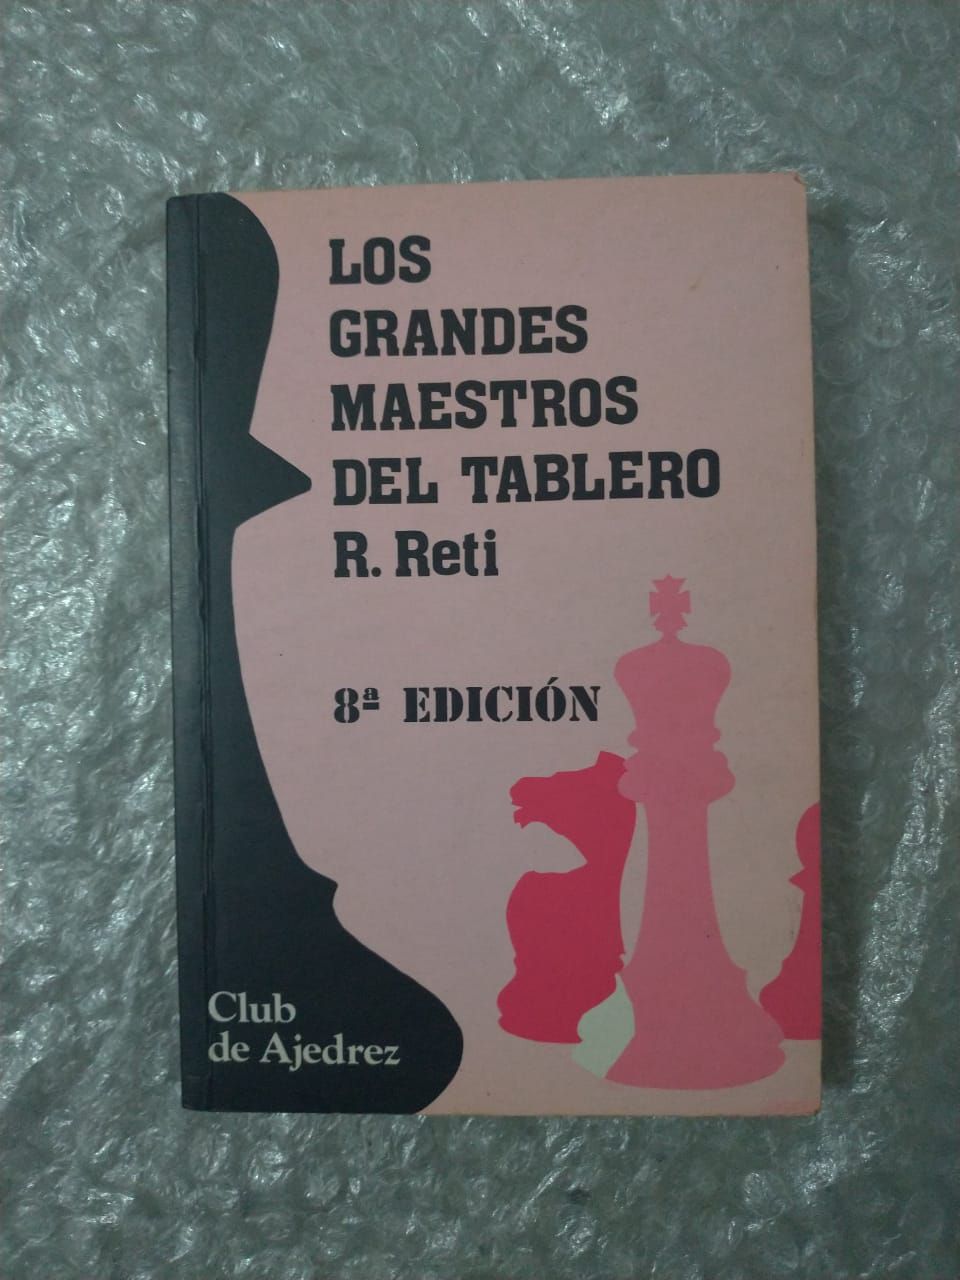 LOS
GRANDES
MAESTROS
DEL TABLERO
R. Reti
8ª EDICIÓN
Club
de Ajedrez